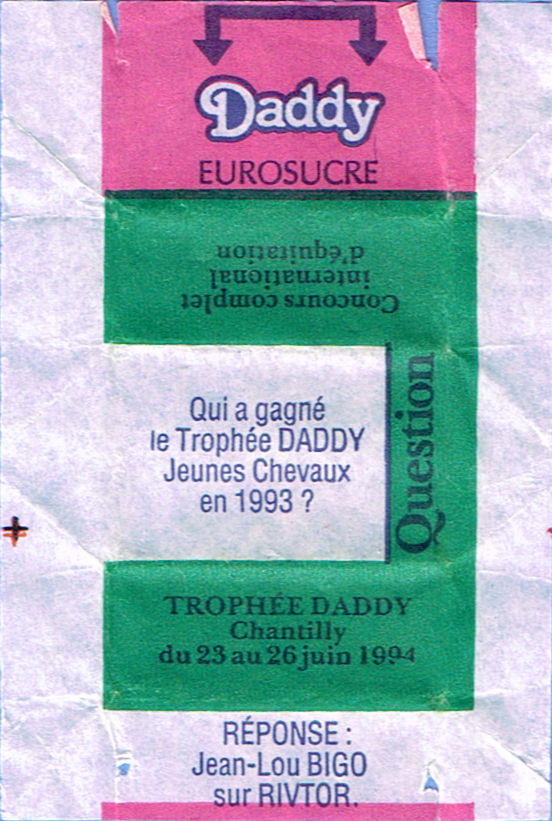 Daddy
EUROSUCRE
Concours complet
international
d'équitation
Question
Qui a gagné
le Trophée DADDY
Jeunes Chevaux
en 1993 ?
TROPHÉE DADDY
Chantilly
du 23 au 26 juin 1994
RÉPONSE :
Jean-Lou BIGO
sur RIVTOR.